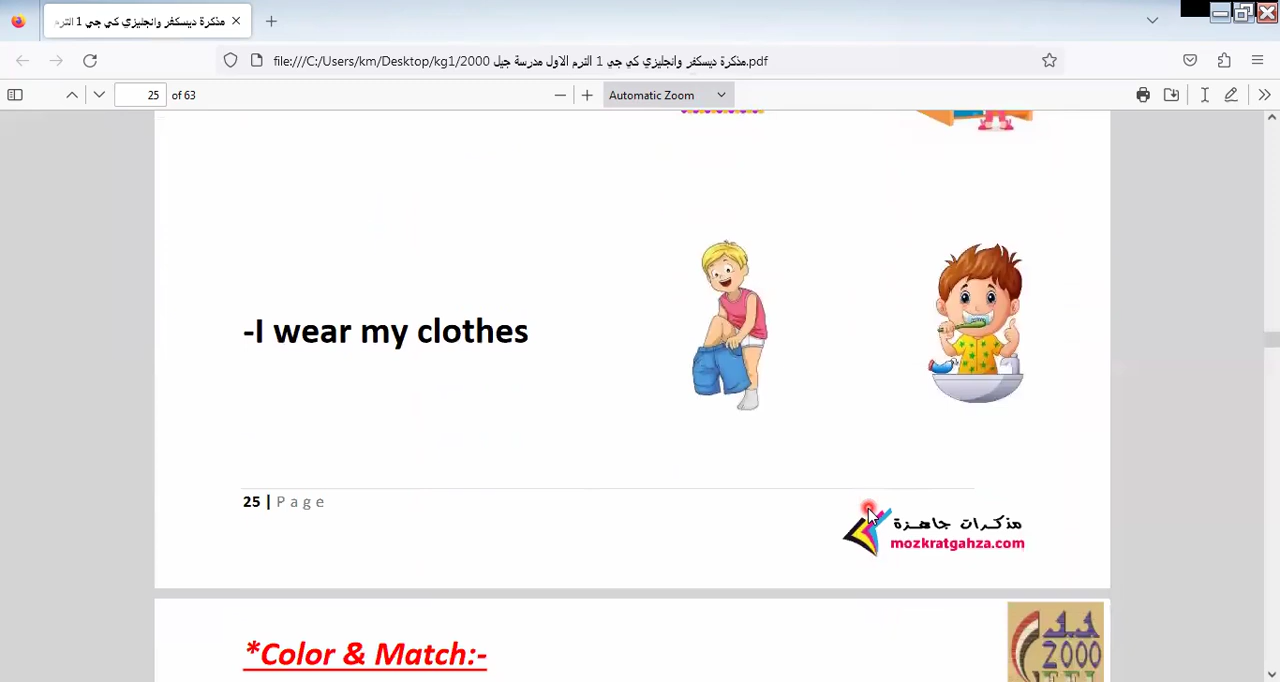 مذكرة ديسكفر وانجليزي كي جي 1 الترم
file:///C:/Users/km/Desktop/kg1/2000 مذكرة ديسكفر وانجليزي كي جي 1 الترم الاول مدرسة جيل.pdf
25 of 63
Automatic Zoom
-I wear my clothes
25 | Page
مذكرات جاهزة
mozkratgahza.com
*Color & Match:-
جيل
2000